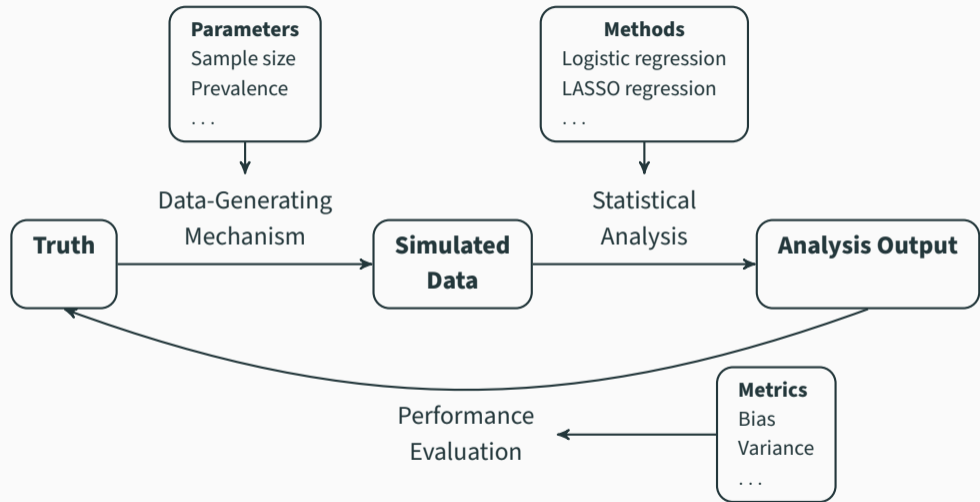 Parameters
Sample size
Prevalence
...
Methods
Logistic regression
LASSO regression
...
Data-Generating
Mechanism
Statistical
Analysis
Truth
Simulated
Data
Analysis Output
Performance
Evaluation
Metrics
Bias
Variance
...